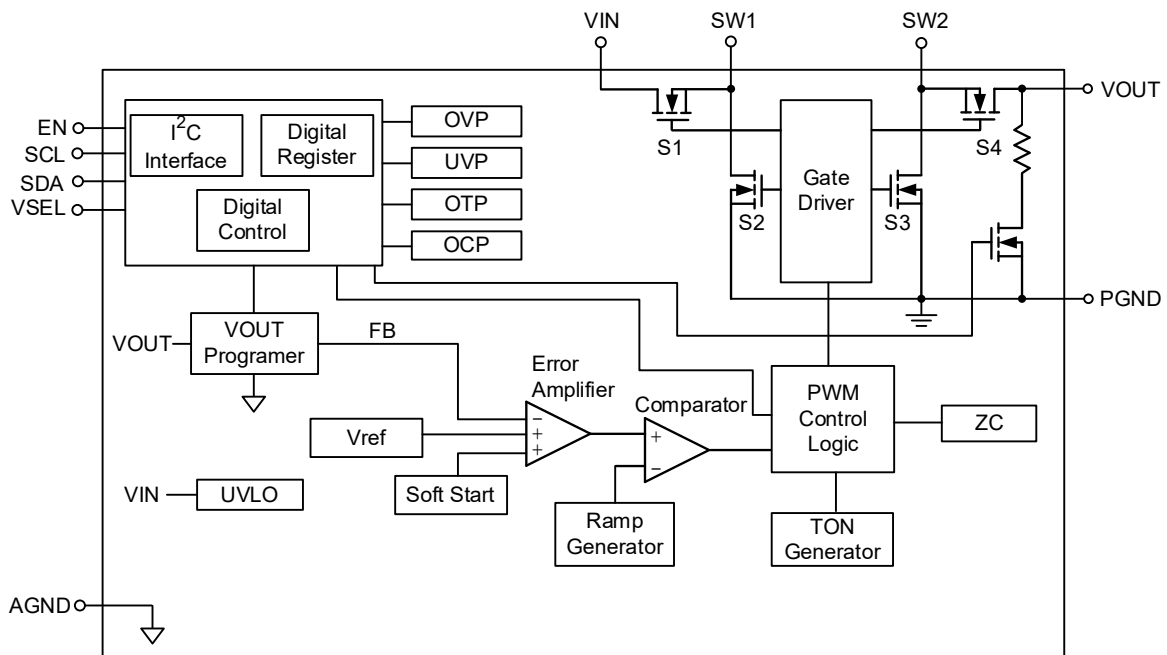 VIN
SW1
SW2
VOUT
EN
SCL
SDA
VSEL
I²C
Interface
Digital
Register
Digital
Control
OVP
UVP
OTP
OCP
S1
S2
Gate
Driver
S3
S4
PGND
VOUT
VOUT
Programer
FB
Error
Amplifier
Comparator
PWM
Control
Logic
ZC
Vref
Soft Start
VIN
UVLO
Ramp
Generator
TON
Generator
AGND
−
+
+
+
−